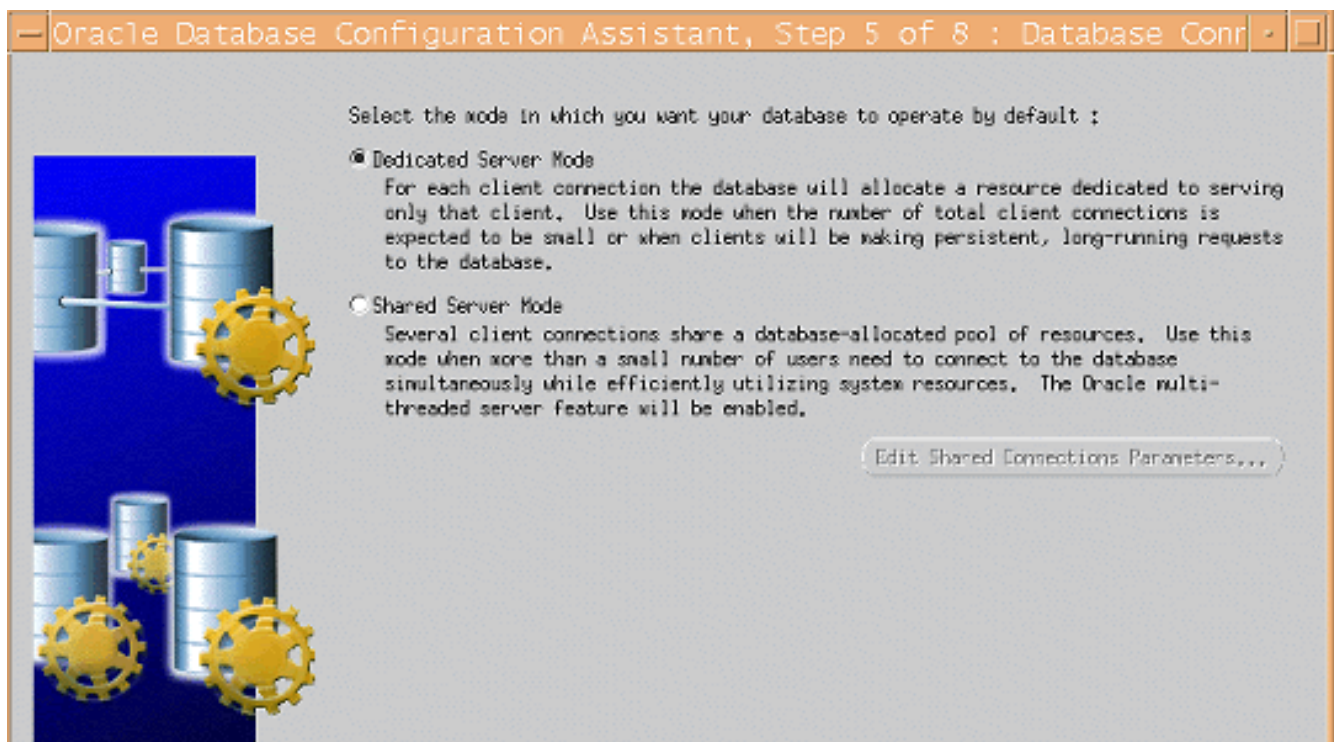 Oracle Database Configuration Assistant, Step 5 of 8 : Database Conn
Select the mode in which you want your database to operate by default :
Dedicated Server Mode
For each client connection the database will allocate a resource dedicated to serving
only that client.  Use this mode when the number of total client connections is
expected to be small or when clients will be making persistent, long-running requests
to the database.
Shared Server Mode
Several client connections share a database-allocated pool of resources.  Use this
mode when more than a small number of users need to connect to the database
simultaneously while efficiently utilizing system resources.  The Oracle multi-
threaded server feature will be enabled.
Edit Shared Connections Parameters...